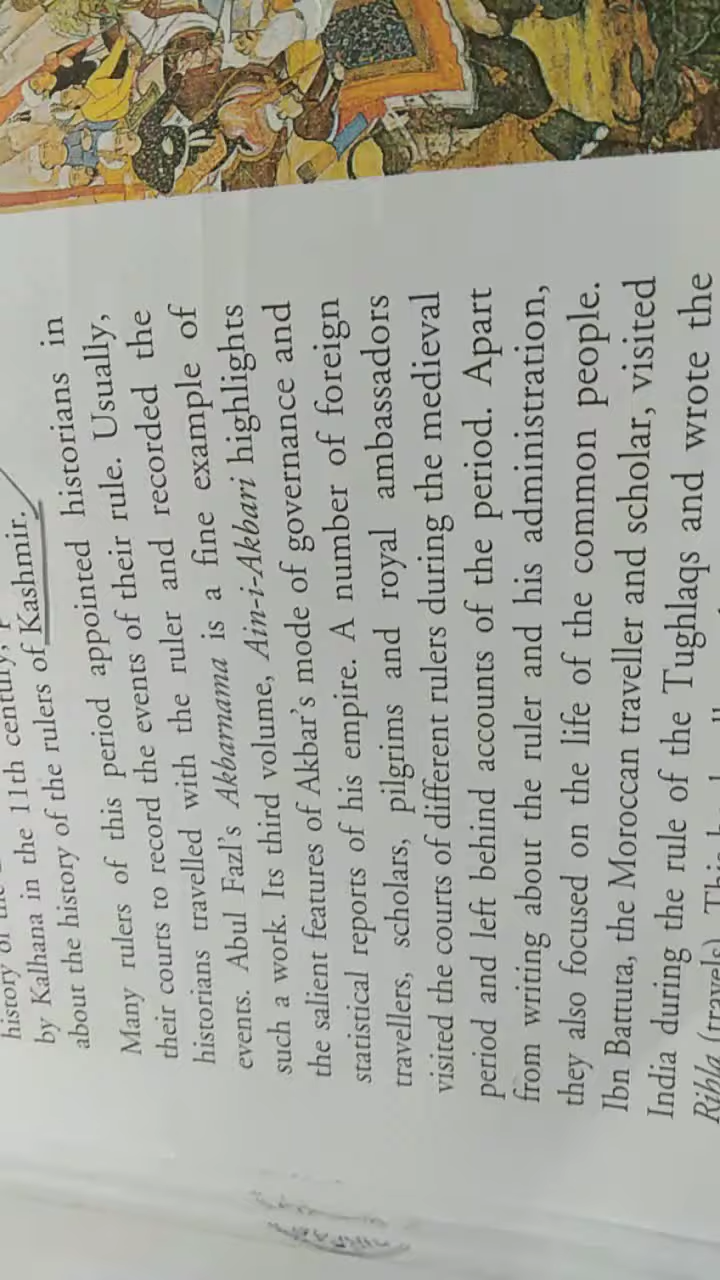 history of the
by Kalhana in the 11th century,
about the history of the rulers of Kashmir.
Many rulers of this period appointed historians in
their courts to record the events of their rule. Usually,
historians travelled with the ruler and recorded the
events. Abul Fazl's Akbarnama is a fine example of
such a work. Its third volume, Ain-i-Akbari highlights
the salient features of Akbar's mode of governance and
statistical reports of his empire. A number of foreign
travellers, scholars, pilgrims and royal ambassadors
visited the courts of different rulers during the medieval
period and left behind accounts of the period. Apart
from writing about the ruler and his administration,
they also focused on the life of the common people.
Ibn Battuta, the Moroccan traveller and scholar, visited
India during the rule of the Tughlaqs and wrote the
Rihla (travels). This